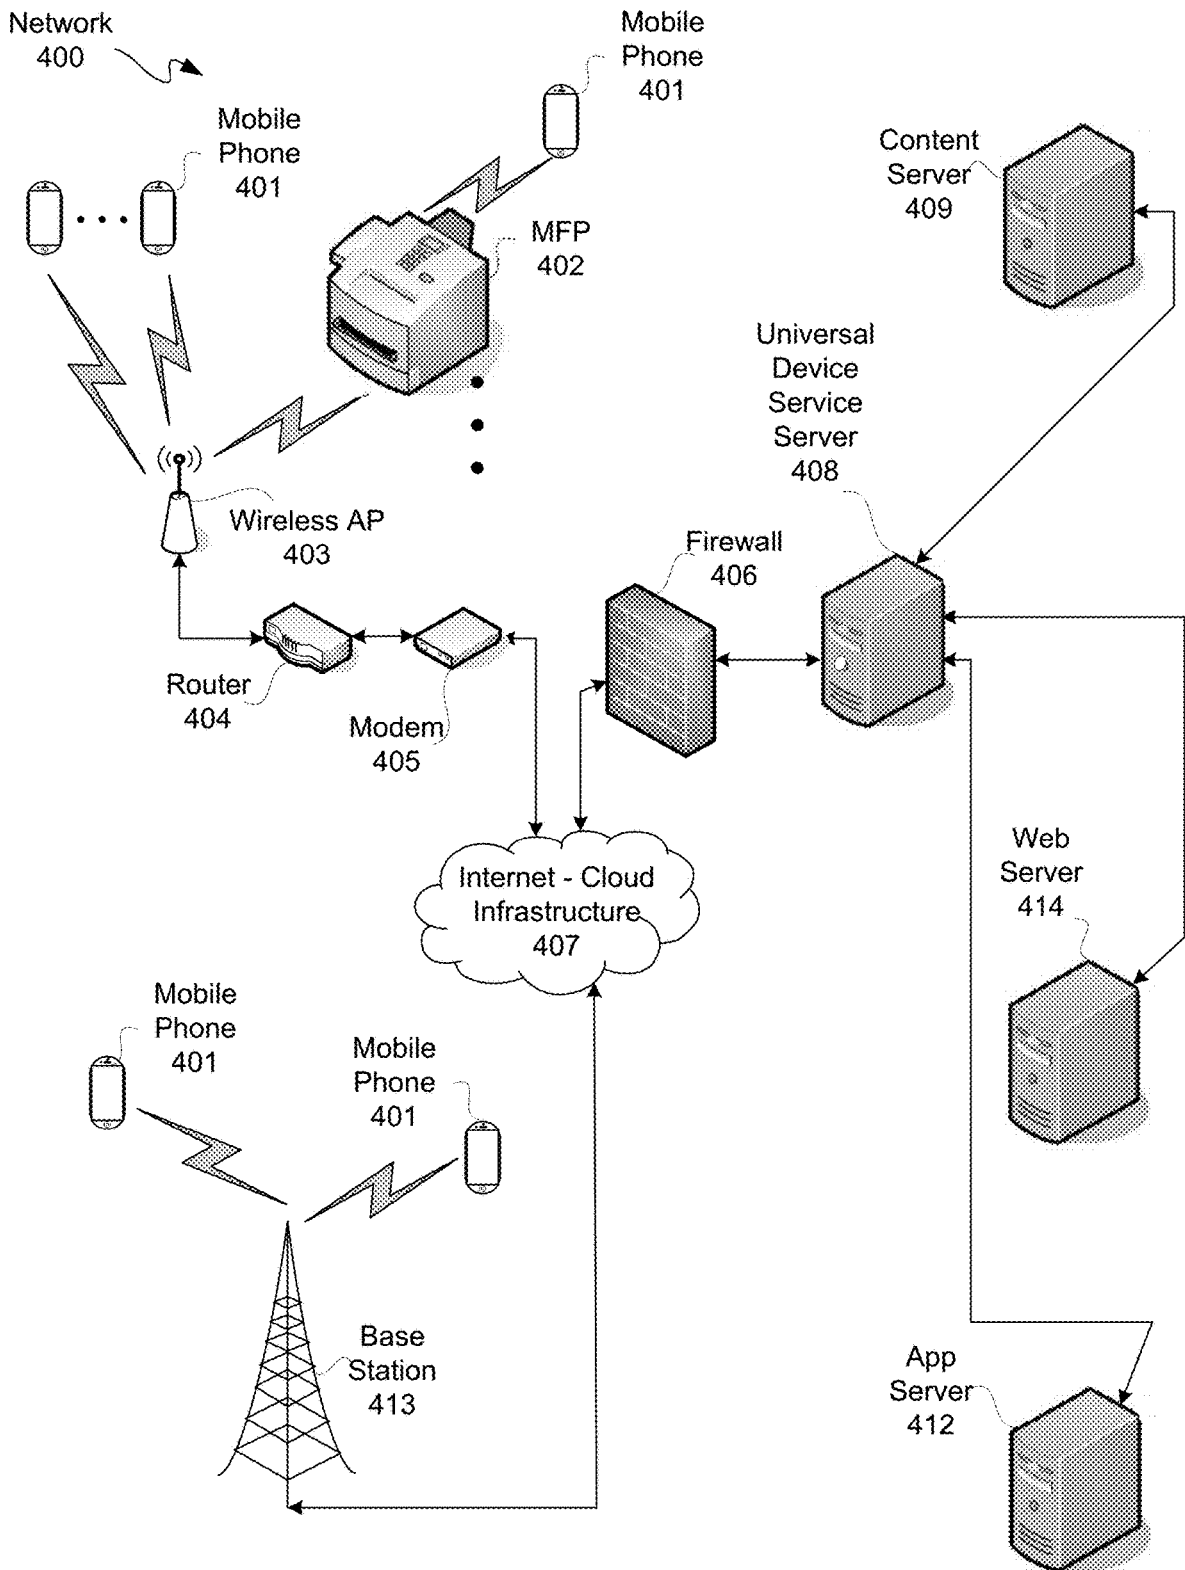 Network
400
Mobile
Phone
401
Mobile
Phone
401
MFP
402
Content
Server
409
Universal
Device
Service
Server
408
Wireless AP
403
Firewall
406
Router
404
Modem
405
Internet - Cloud
Infrastructure
407
Web
Server
414
Mobile
Phone
401
Mobile
Phone
401
Base
Station
413
App
Server
412